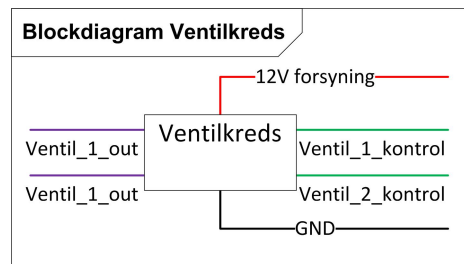 Blockdiagram Ventilkreds
12V forsyning
Ventilkreds
Ventil_1_out
Ventil_1_kontrol
Ventil_1_out
Ventil_2_kontrol
GND